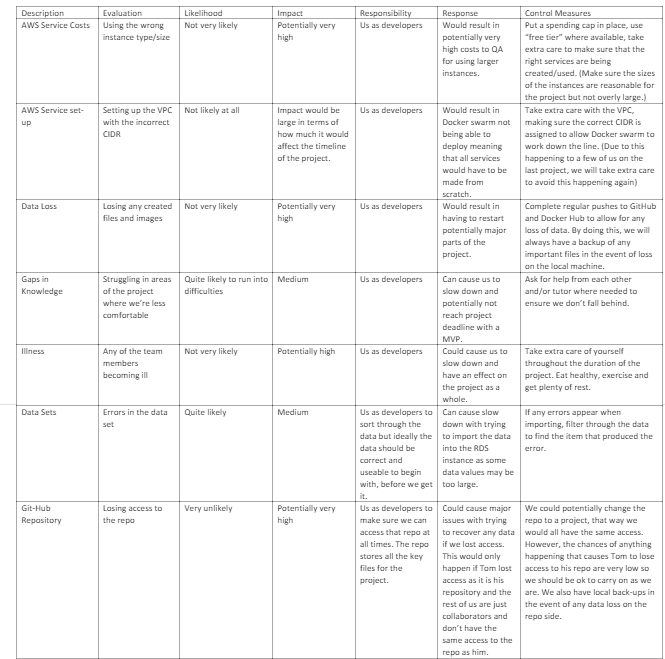 Description Evaluation Likelihood Impact Responsibility Response Control Measures
AWS Service Costs
Using the wrong
instance type/size
Not very likely
Potentially very
high
Us as developers
Would result in
potentially very
high costs to QA
for using larger
instances.
Put a spending cap in place, use
"free tier" where available, take
extra care to make sure that the
right services are being
created/used. (Make sure the sizes
of the instances are reasonable for
the project but not overly large.)
AWS Service set-
up
Setting up the VPC
with the incorrect
CIDR
Not likely at all
Impact would be
large in terms of
how much it would
affect the timeline
of the project.
Us as developers
Would result in
Docker swarm not
being able to
deploy meaning
that all services
would have to be
made from
scratch.
Take extra care with the VPC,
making sure the correct CIDR is
assigned to allow Docker swarm to
work down the line. (Due to this
happening to a few of us on the
last project, we will take extra care
to avoid this happening again)
Data Loss
Losing any created
files and images
Not very likely
Potentially very
high
Us as developers
Would result in
having to restart
potentially major
parts of the
project.
Complete regular pushes to GitHub
and Docker Hub to allow for any
loss of data. By doing this, we will
always have a backup of any
important files in the event of loss
on the local machine.
Gaps in
Knowledge
Struggling in areas
of the project
where we're less
comfortable
Quite likely to run into
difficulties
Medium
Us as developers
Can cause us to
slow down and
potentially not
reach project
deadline with a
MVP.
Ask for help from each other
and/or tutor where needed to
ensure we don't fall behind.
Illness
Any of the team
members
becoming ill
Not very likely
Potentially high
Us as developers
Could cause us to
slow down and
have an effect on
the project as a
whole.
Take extra care of yourself
throughout the duration of the
project. Eat healthy, exercise and
get plenty of rest.
Data Sets
Errors in the data
set
Quite likely
Medium
Us as developers to
sort through the
data but ideally the
data should be
correct and
useable to begin
with, before we get
it.
Can cause slow
down with trying
to import the data
into the RDS
instance as some
data values may be
too large.
If any errors appear when
importing, filter through the data
to find the item that produced the
error.
Git-Hub
Repository
Losing access to
the repo
Very unlikely
Potentially very
high
Us as developers to
make sure we can
access that repo at
all times. The repo
stores all the key
files for the
project.
Could cause major
issues with trying
to recover any data
if we lost access.
This would only
happen if Tom lost
access as it is his
repository and the
rest of us are just
collaborators and
don't have the
same access to the
repo as him.
We could potentially change the
repo to a project, that way we
would all have the same access.
However, the chances of anything
happening that causes Tom to lose
access to his repo are very low so
we should be ok to carry on as we
are. We also have local back-ups in
the event of any data loss on the
repo side.